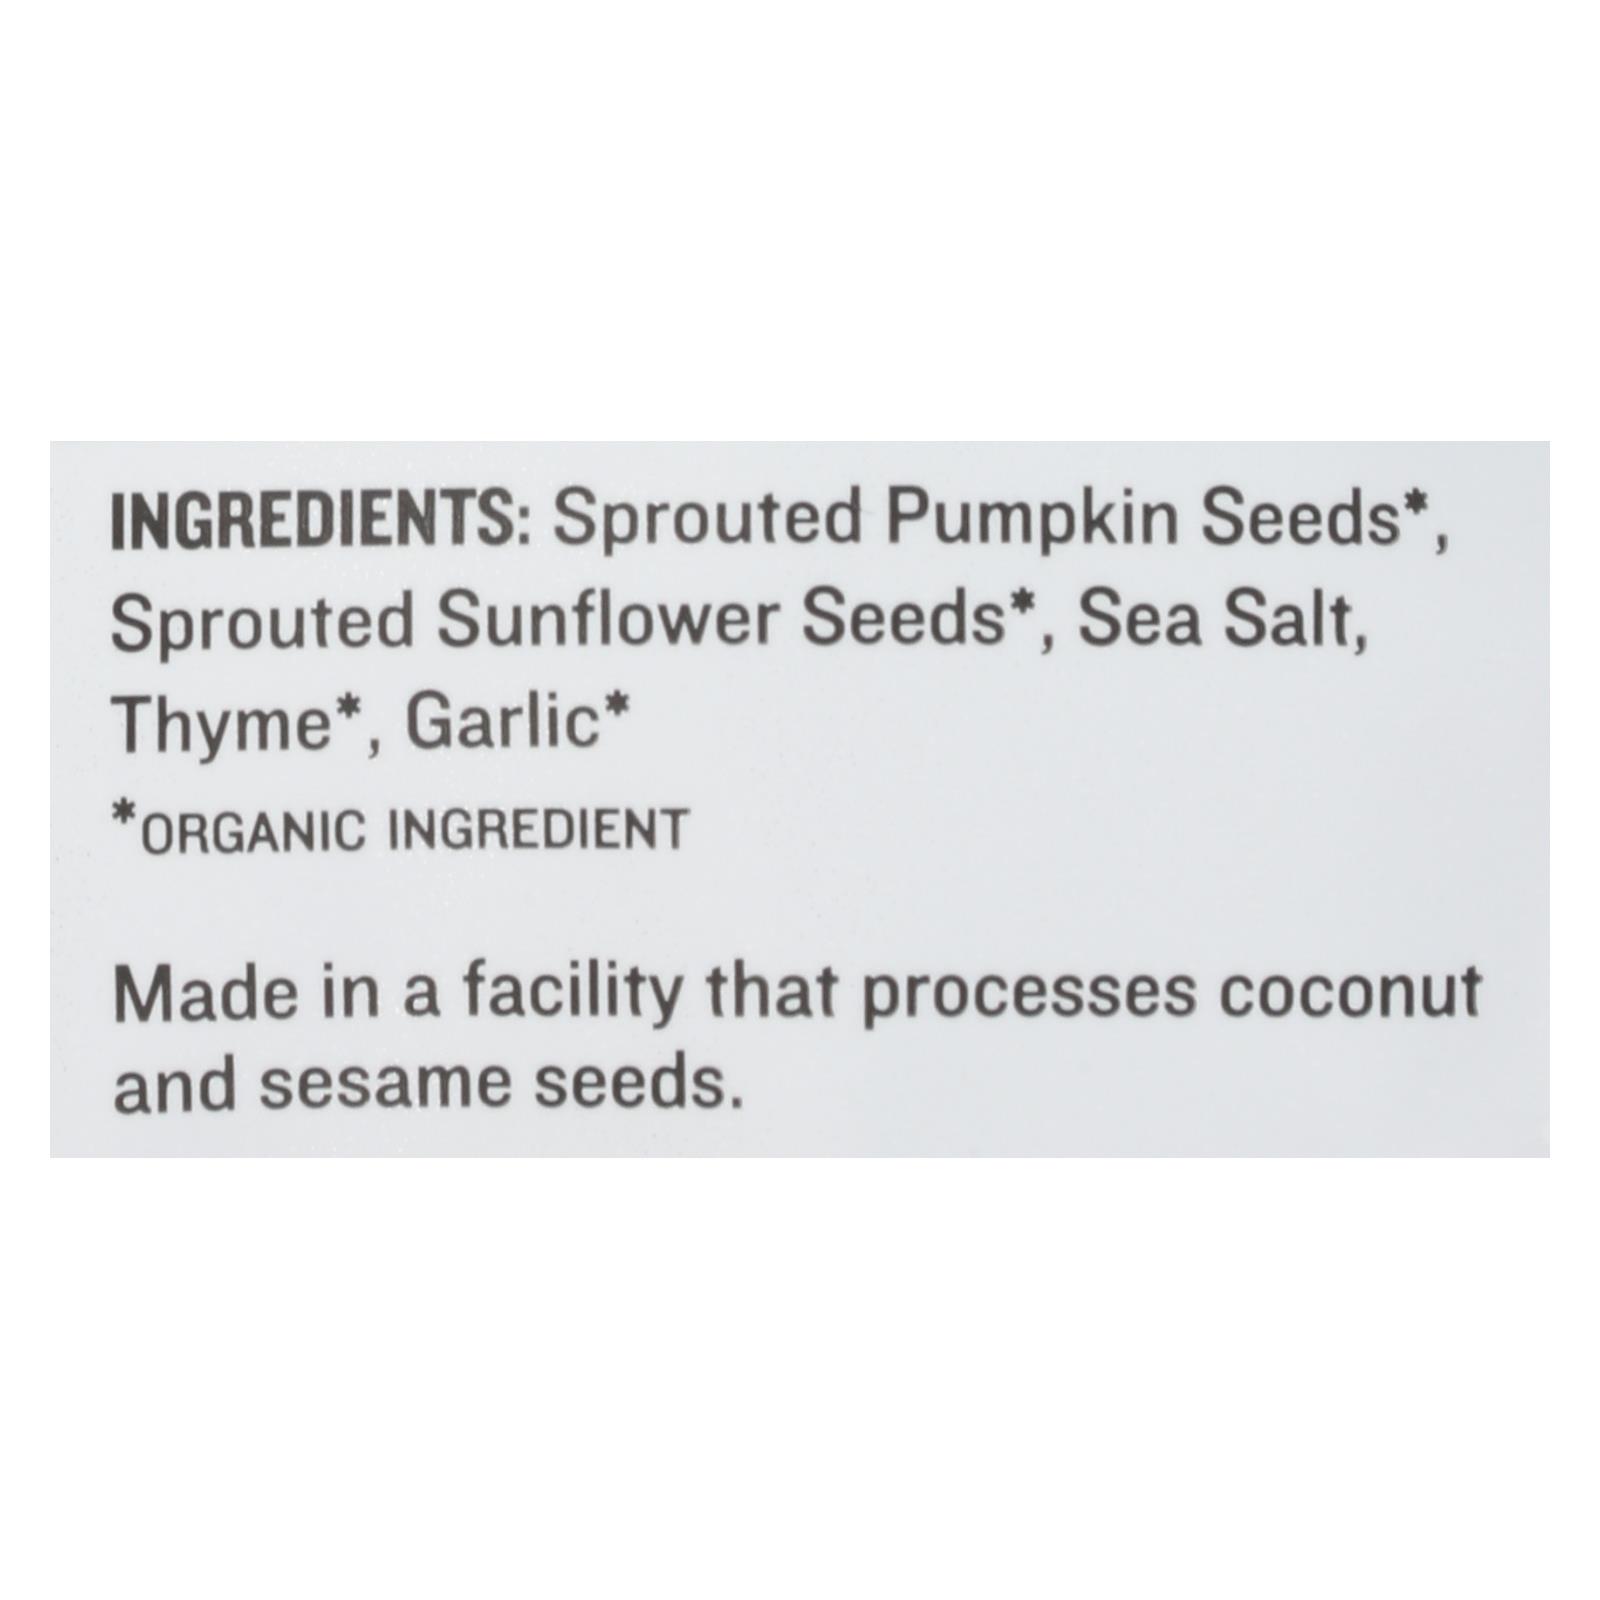 INGREDIENTS: Sprouted Pumpkin Seeds*,
Sprouted Sunflower Seeds*, Sea Salt,
Thyme*, Garlic*
*ORGANIC INGREDIENT
Made in a facility that processes coconut
and sesame seeds.